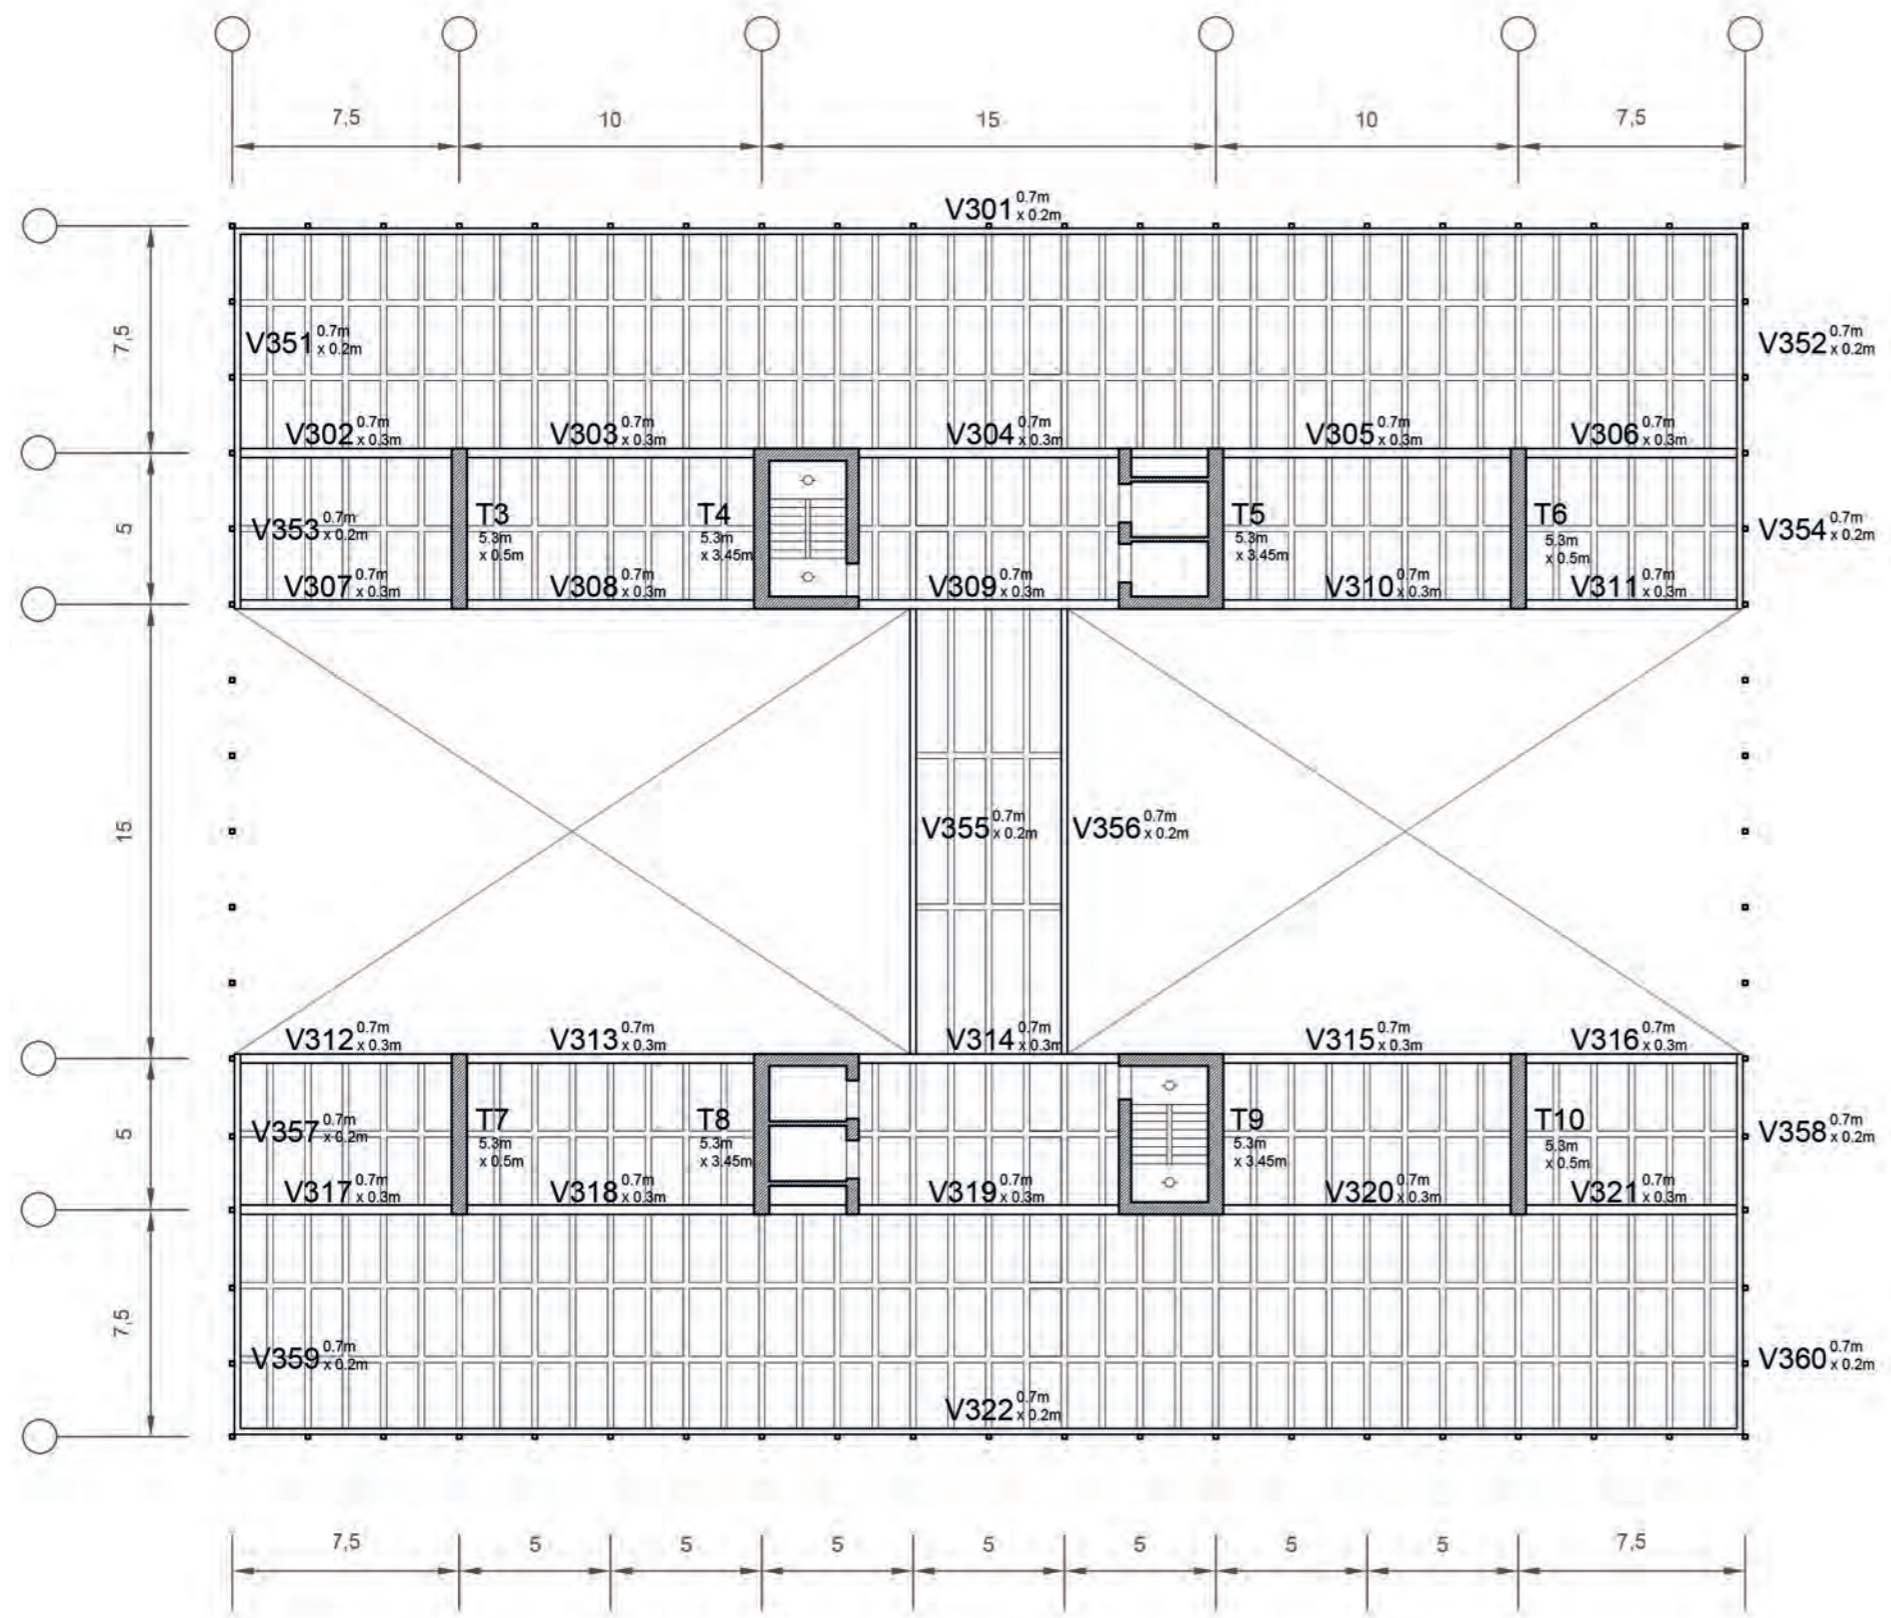 7,5 10 15 10 7,5
V301 0.7m x 0.2m
7,5
V351 0.7m x 0.2m
V352 0.7m x 0.2m
V302 0.7m x 0.3m
V303 0.7m x 0.3m
V304 0.7m x 0.3m
V305 0.7m x 0.3m
V306 0.7m x 0.3m
5
V353 0.7m x 0.2m
T3 5.3m x 0.5m
T4 5.3m x 3.45m
T5 5.3m x 3.45m
T6 5.3m x 0.5m
V354 0.7m x 0.2m
V307 0.7m x 0.3m
V308 0.7m x 0.3m
V309 0.7m x 0.3m
V310 0.7m x 0.3m
V311 0.7m x 0.3m
15
V355 0.7m x 0.2m
V356 0.7m x 0.2m
V312 0.7m x 0.3m
V313 0.7m x 0.3m
V314 0.7m x 0.3m
V315 0.7m x 0.3m
V316 0.7m x 0.3m
5
V357 0.7m x 0.2m
T7 5.3m x 0.5m
T8 5.3m x 3.45m
T9 5.3m x 3.45m
T10 5.3m x 0.5m
V358 0.7m x 0.2m
V317 0.7m x 0.3m
V318 0.7m x 0.3m
V319 0.7m x 0.3m
V320 0.7m x 0.3m
V321 0.7m x 0.3m
7,5
V359 0.7m x 0.2m
V360 0.7m x 0.2m
V322 0.7m x 0.2m
7,5 5 5 5 5 5 5 5 7,5